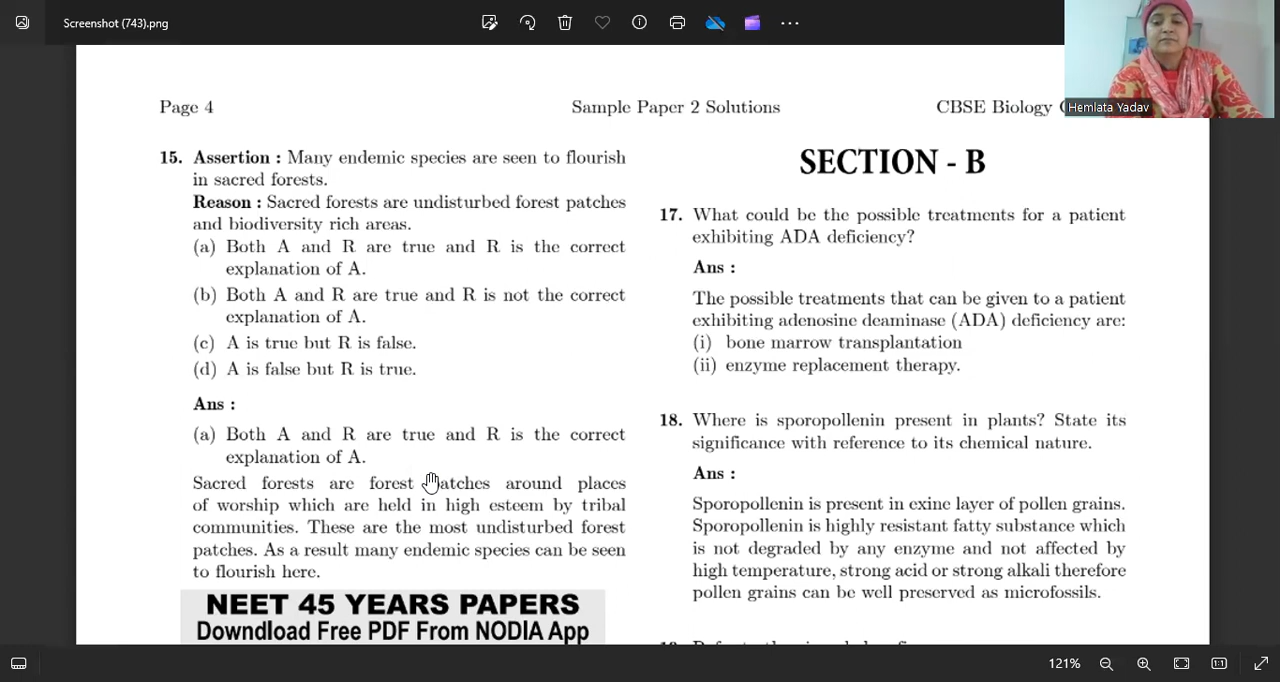 Screenshot (743).png
Hemlata Yadav
Page 4
Sample Paper 2 Solutions
CBSE Biology
15. Assertion : Many endemic species are seen to flourish
in sacred forests.
Reason : Sacred forests are undisturbed forest patches
and biodiversity rich areas.
(a) Both A and R are true and R is the correct
explanation of A.
(b) Both A and R are true and R is not the correct
explanation of A.
(c) A is true but R is false.
(d) A is false but R is true.
Ans :
(a) Both A and R are true and R is the correct
explanation of A.
Sacred forests are forest patches around places
of worship which are held in high esteem by tribal
communities. These are the most undisturbed forest
patches. As a result many endemic species can be seen
to flourish here.
NEET 45 YEARS PAPERS
Downdload Free PDF From NODIA App
SECTION - B
17. What could be the possible treatments for a patient
exhibiting ADA deficiency?
Ans :
The possible treatments that can be given to a patient
exhibiting adenosine deaminase (ADA) deficiency are:
(i) bone marrow transplantation
(ii) enzyme replacement therapy.
18. Where is sporopollenin present in plants? State its
significance with reference to its chemical nature.
Ans :
Sporopollenin is present in exine layer of pollen grains.
Sporopollenin is highly resistant fatty substance which
is not degraded by any enzyme and not affected by
high temperature, strong acid or strong alkali therefore
pollen grains can be well preserved as microfossils.
121%